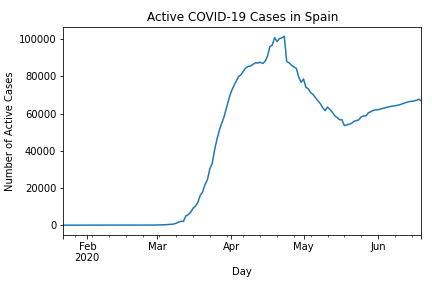 Active COVID-19 Cases in Spain
Number of Active Cases
100000
80000
60000
40000
20000
0
Feb
2020
Mar
Apr
May
Jun
Day